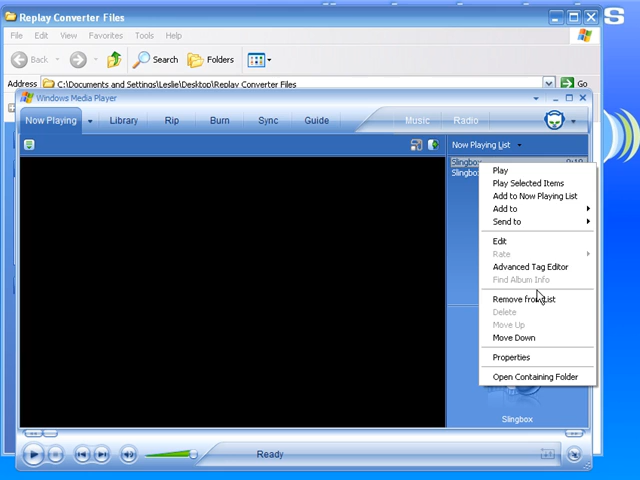 S
Replay Converter Files
File Edit View Favorites Tools Help
Back Search Folders
Address C:\Documents and Settings\Leslie\Desktop\Replay Converter Files Go
Windows Media Player
Now Playing Library Rip Burn Sync Guide Music Radio
Now Playing List
Slingbox
Slingbox
Play
Play Selected Items
Add to Now Playing List
Add to
Send to
Edit
Rate
Advanced Tag Editor
Find Album Info
Remove from List
Delete
Move Up
Move Down
Properties
Open Containing Folder
Slingbox
Ready